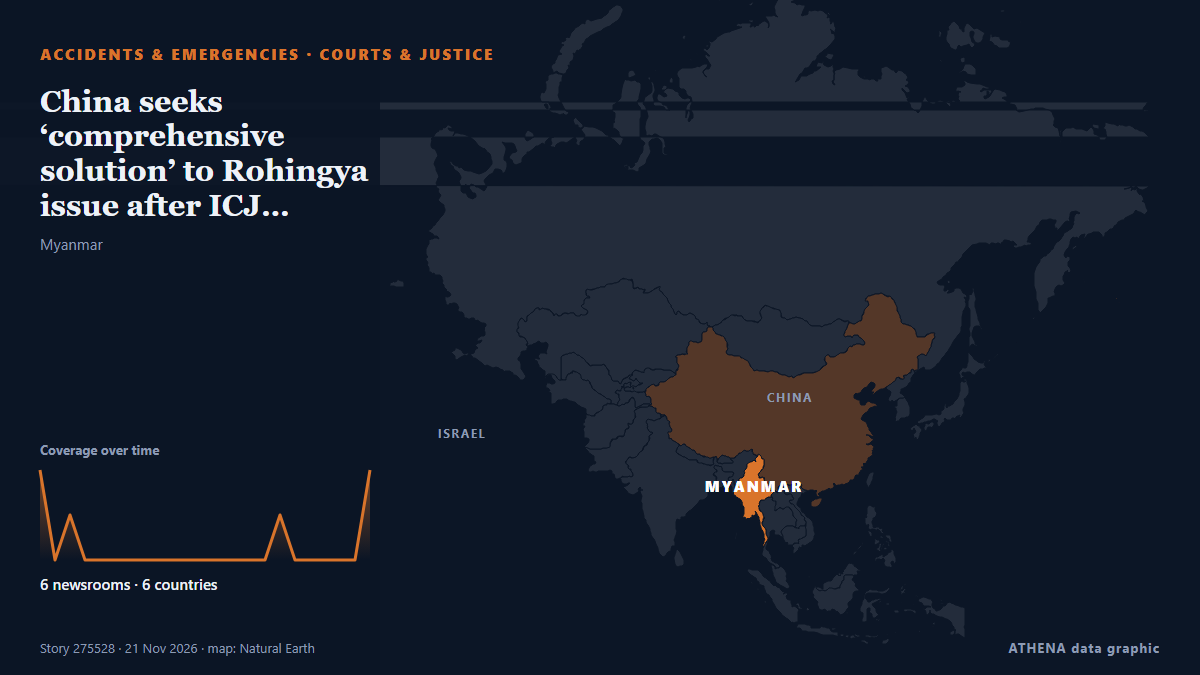 ACCIDENTS & EMERGENCIES · COURTS & JUSTICE
China seeks
‘comprehensive
solution’ to Rohingya
issue after ICJ...
Myanmar
CHINA
ISRAEL
MYANMAR
Coverage over time
6 newsrooms · 6 countries
Story 275528 · 21 Nov 2026 · map: Natural Earth
ATHENA data graphic